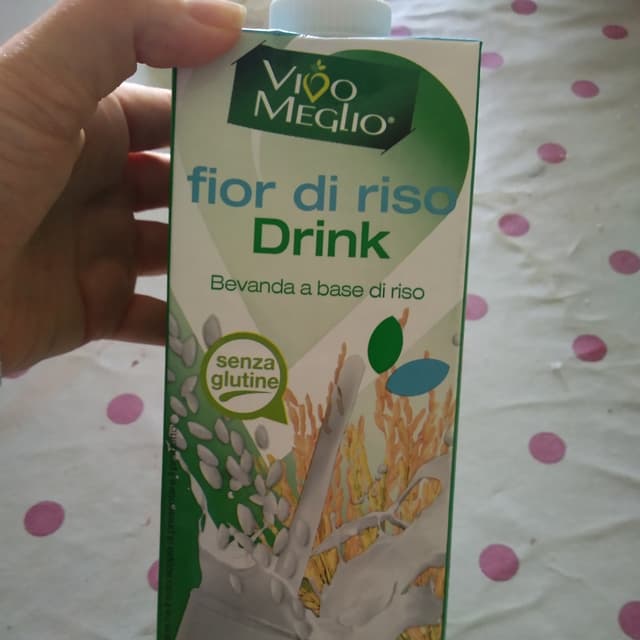 VIVO
MEGLIO®
fior di riso
Drink
Bevanda a base di riso
senza
glutine